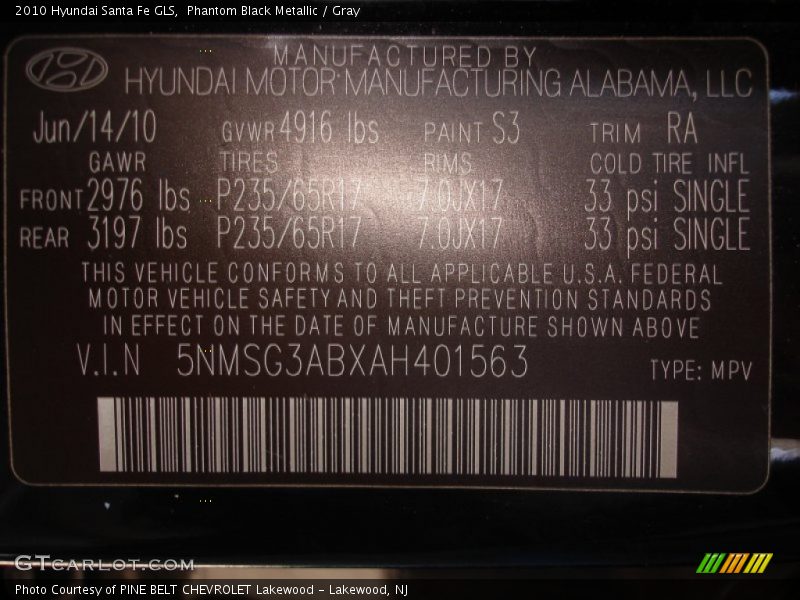 2010 Hyundai Santa Fe GLS, Phantom Black Metallic / Gray
MANUFACTURED BY
HYUNDAI MOTOR MANUFACTURING ALABAMA, LLC
Jun/14/10 GVWR 4916 lbs PAINT S3 TRIM RA
GAWR TIRES RIMS COLD TIRE INFL
FRONT 2976 lbs P235/65R17 7.0JX17 33 psi SINGLE
REAR 3197 lbs P235/65R17 7.0JX17 33 psi SINGLE
THIS VEHICLE CONFORMS TO ALL APPLICABLE U.S.A. FEDERAL
MOTOR VEHICLE SAFETY AND THEFT PREVENTION STANDARDS
IN EFFECT ON THE DATE OF MANUFACTURE SHOWN ABOVE
V.I.N 5NMSG3ABXAH401563 TYPE: MPV
GTCARLOT.COM
Photo Courtesy of PINE BELT CHEVROLET Lakewood - Lakewood, NJ